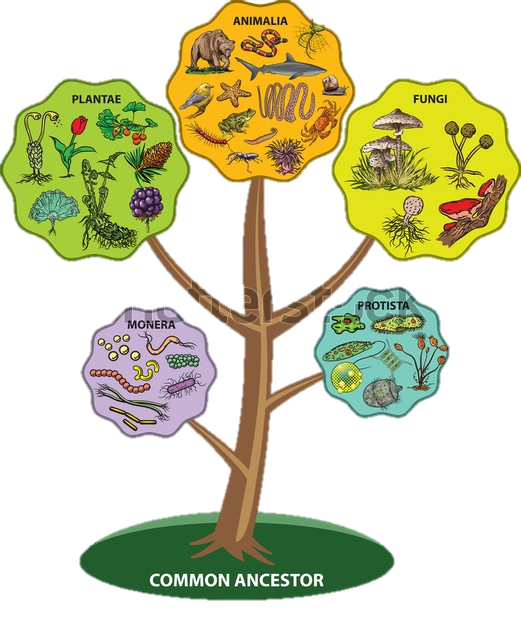 ANIMALIA
PLANTAE
FUNGI
MONERA
PROTISTA
COMMON ANCESTOR